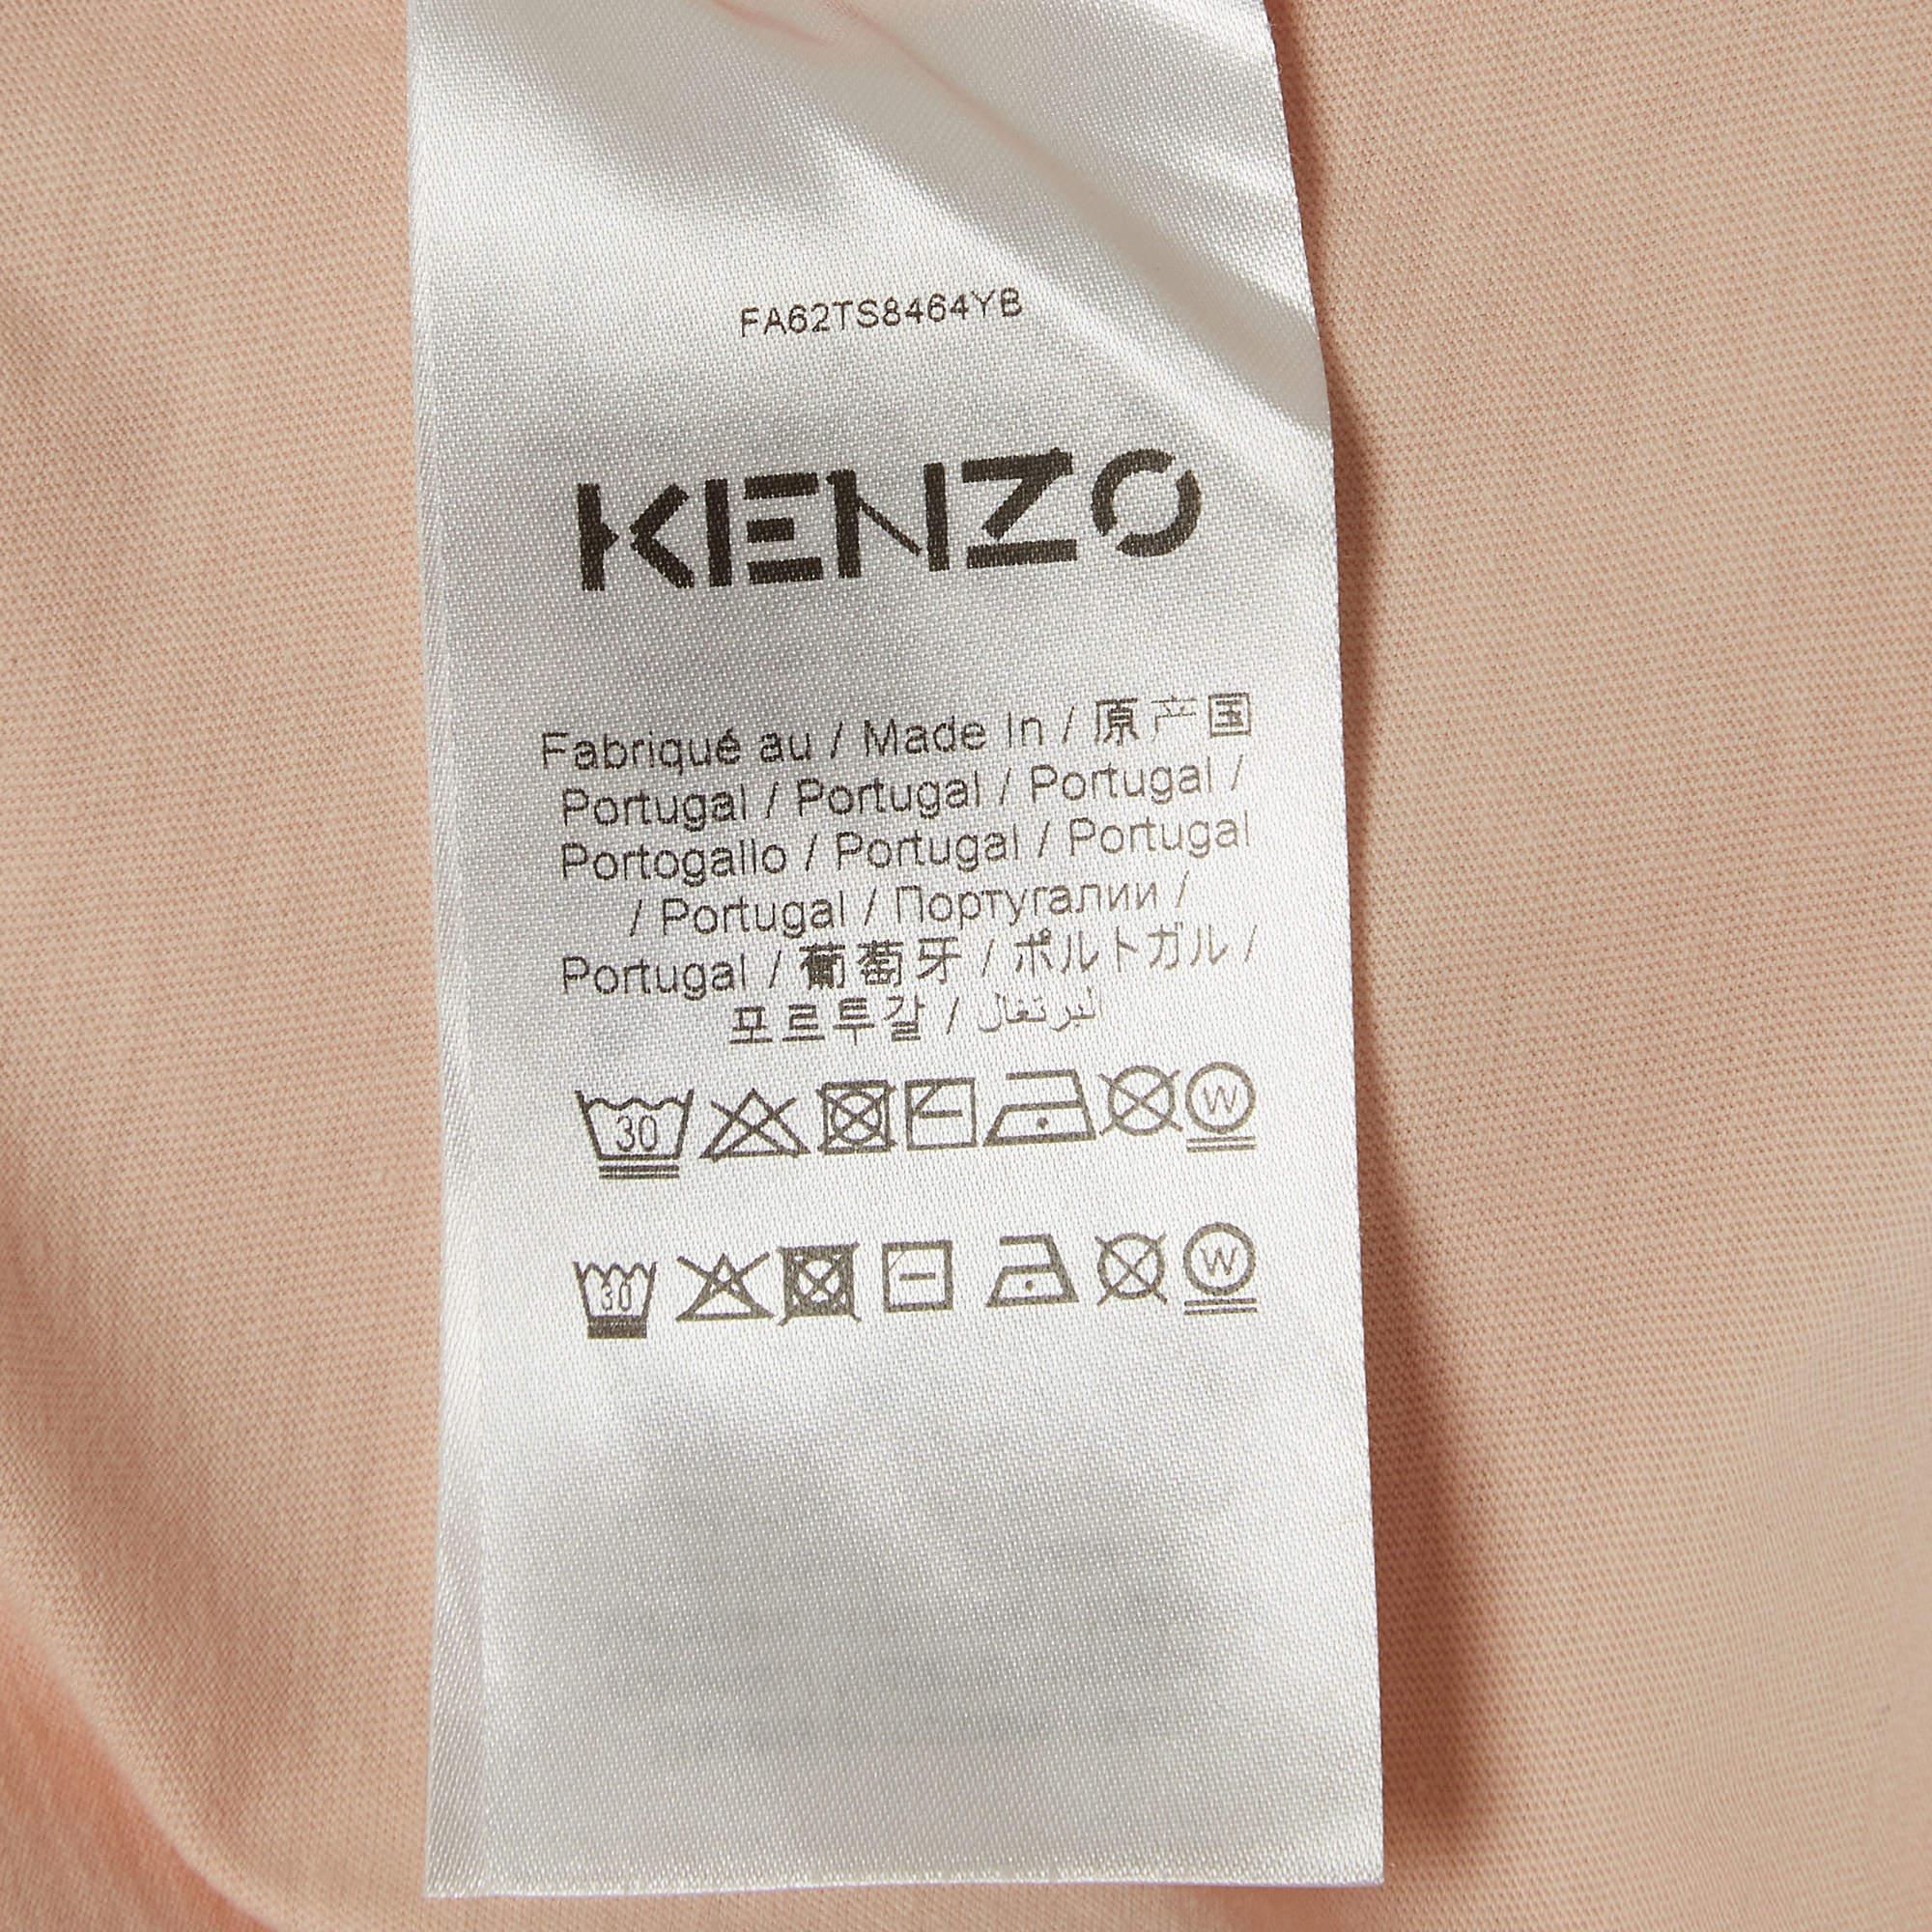 FA62TS8464YB
KENZO
Fabriqué au / Made In / 原产国
Portugal / Portugal / Portugal /
Portogallo / Portugal / Portugal
/ Portugal / Португалии /
Portugal / 葡萄牙 / ポルトガル /
포르투갈 / البرتغال
30 W
30 W